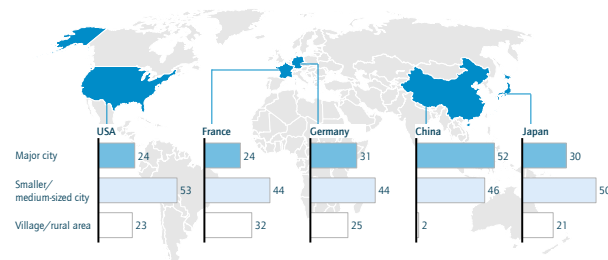 USA France Germany China Japan
Major city 24 24 31 52 30
Smaller/
medium-sized city 53 44 44 46 50
Village/rural area 23 32 25 2 21